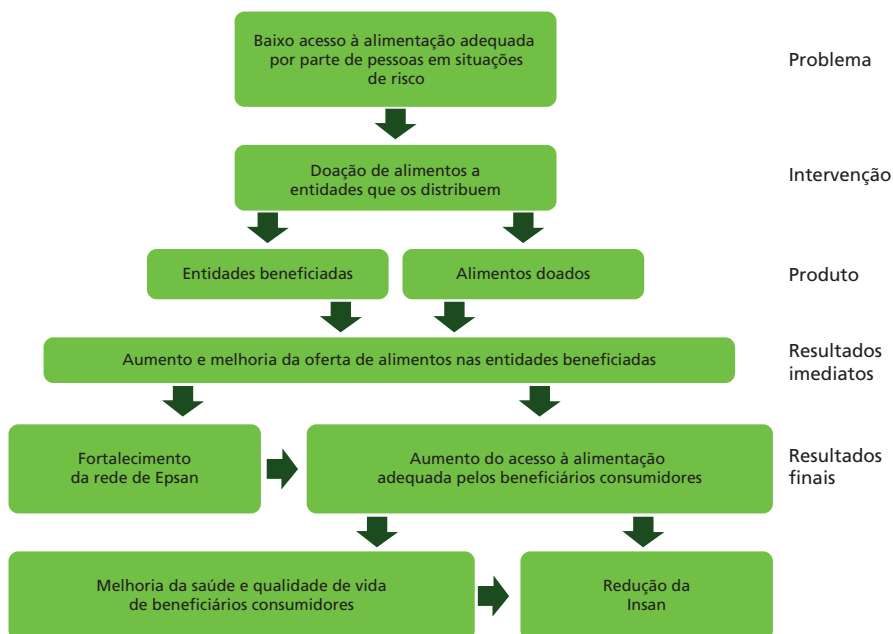 Baixo acesso à alimentação adequada
por parte de pessoas em situações
de risco
Problema
Doação de alimentos a
entidades que os distribuem
Intervenção
Entidades beneficiadas
Alimentos doados
Produto
Aumento e melhoria da oferta de alimentos nas entidades beneficiadas
Resultados
imediatos
Fortalecimento
da rede de Epsan
Aumento do acesso à alimentação
adequada pelos beneficiários consumidores
Resultados
finais
Melhoria da saúde e qualidade de vida
de beneficiários consumidores
Redução da
Insan